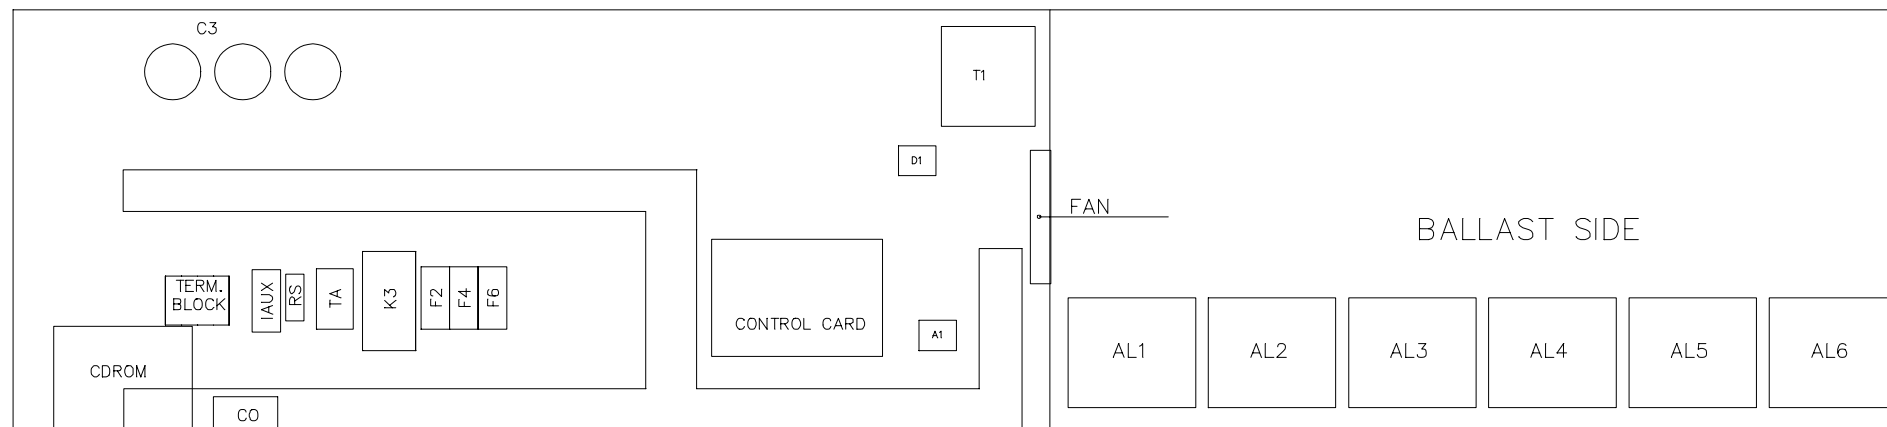 C3
T1
D1
FAN
BALLAST SIDE
TERM.
BLOCK
IAUX
RS
TA
K3
F2
F4
F6
CONTROL CARD
A1
AL1
AL2
AL3
AL4
AL5
AL6
CDROM
CO